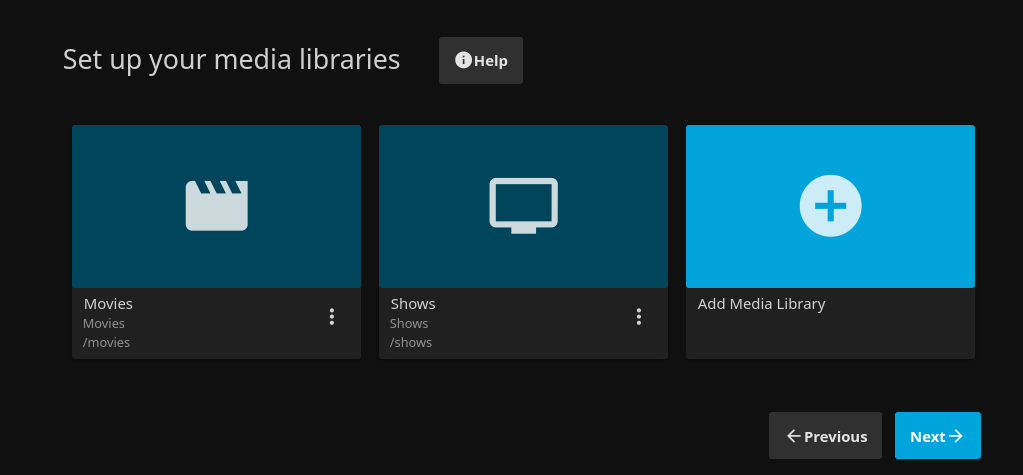 Set up your media libraries
Help
Movies
Movies
/movies
Shows
Shows
/shows
Add Media Library
Previous
Next